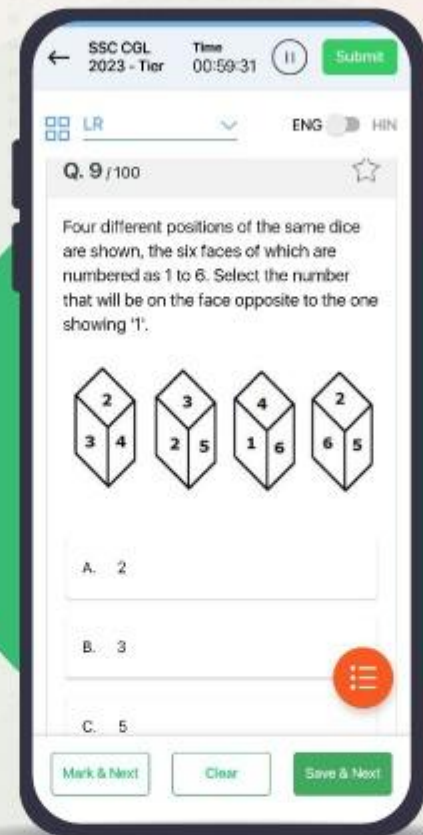 SSC CGL
2023 - Tier
Time
00:59:31
Submit
LR
ENG
HIN
Q. 9 / 100
Four different positions of the same dice
are shown, the six faces of which are
numbered as 1 to 6. Select the number
that will be on the face opposite to the one
showing '1'.
2
3 4
3
2 5
4
1 6
2
6 5
A. 2
B. 3
C. 5
Mark & Next
Clear
Save & Next